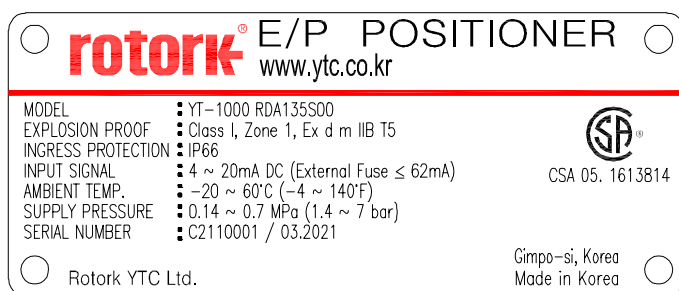 rotork® E/P POSITIONER
www.ytc.co.kr
MODEL : YT-1000 RDA135S00
EXPLOSION PROOF : Class I, Zone 1, Ex d m IIB T5
INGRESS PROTECTION : IP66
INPUT SIGNAL : 4 ~ 20mA DC (External Fuse ≤ 62mA)
AMBIENT TEMP. : -20 ~ 60°C (-4 ~ 140°F)
SUPPLY PRESSURE : 0.14 ~ 0.7 MPa (1.4 ~ 7 bar)
SERIAL NUMBER : C2110001 / 03.2021
SA ®
CSA 05. 1613814
Rotork YTC Ltd.
Gimpo-si, Korea
Made in Korea